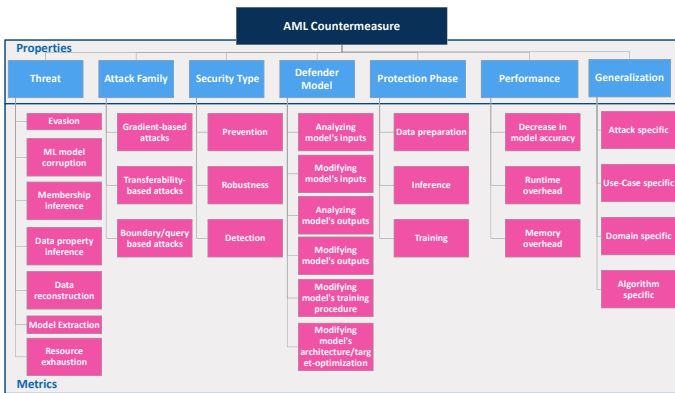 AML Countermeasure
Properties
Threat
Attack Family
Security Type
Defender
Model
Protection Phase
Performance
Generalization
Evasion
ML model
corruption
Membership
inference
Data property
inference
Data
reconstruction
Model Extraction
Resource
exhaustion
Gradient-based
attacks
Transferability-
based attacks
Boundary/query
based attacks
Prevention
Robustness
Detection
Analyzing
model's inputs
Modifying
model's inputs
Analyzing
model's outputs
Modifying
model's outputs
Modifying
model's training
procedure
Modifying
model's
architecture/targ
et-optimization
Data preparation
Inference
Training
Decrease in
model accuracy
Runtime
overhead
Memory
overhead
Attack specific
Use-Case specific
Domain specific
Algorithm
specific
Metrics